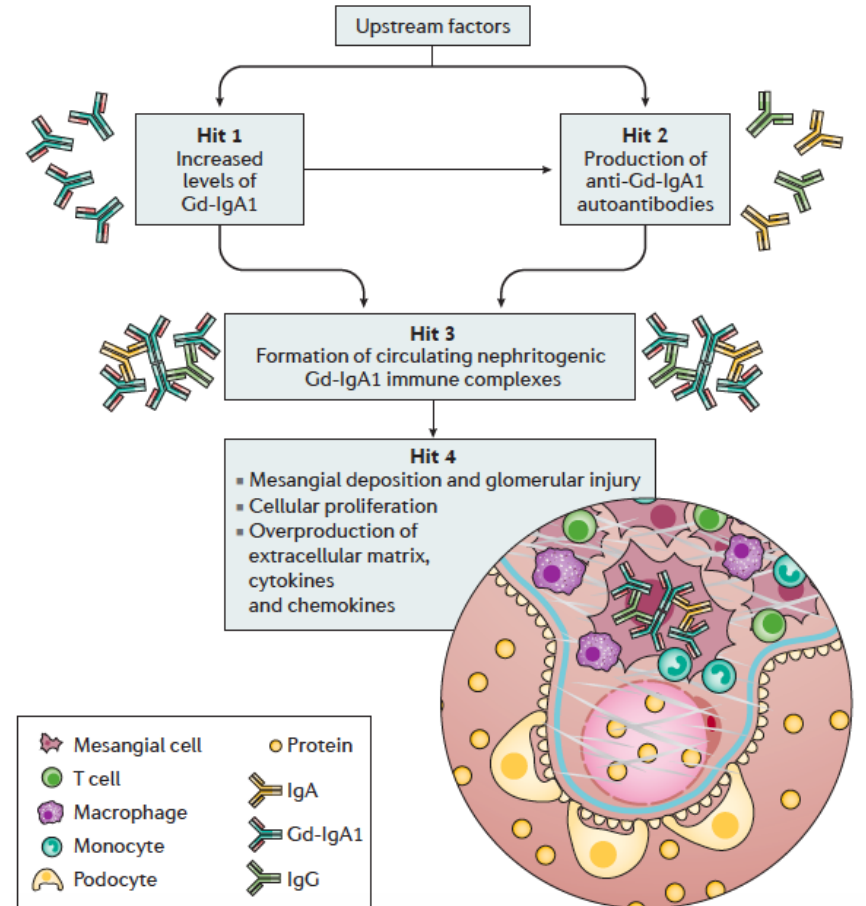 Upstream factors
Hit 1
Increased
levels of
Gd-IgA1
Hit 2
Production of
anti-Gd-IgA1
autoantibodies
Hit 3
Formation of circulating nephritogenic
Gd-IgA1 immune complexes
Hit 4
▪ Mesangial deposition and glomerular injury
▪ Cellular proliferation
▪ Overproduction of
extracellular matrix,
cytokines
and chemokines
Mesangial cell
T cell
Macrophage
Monocyte
Podocyte
Protein
IgA
Gd-IgA1
IgG